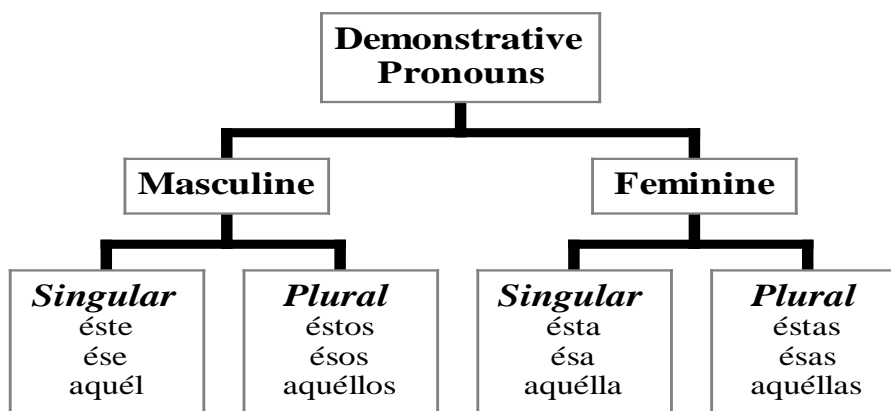 Demonstrative
Pronouns
Masculine
Feminine
Singular
éste
ése
aquél
Plural
éstos
ésos
aquéllos
Singular
ésta
ésa
aquélla
Plural
éstas
ésas
aquéllas